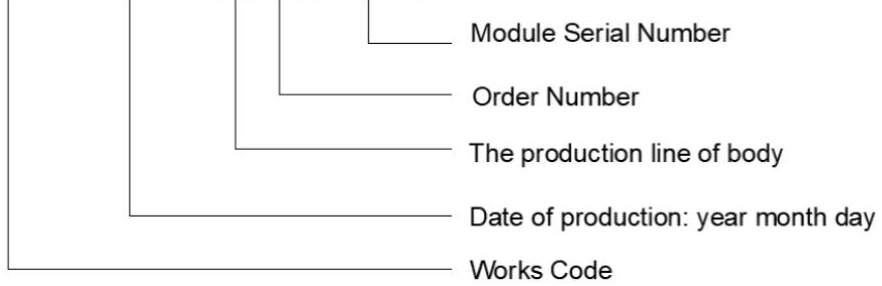 Module Serial Number
Order Number
The production line of body
Date of production: year month day
Works Code